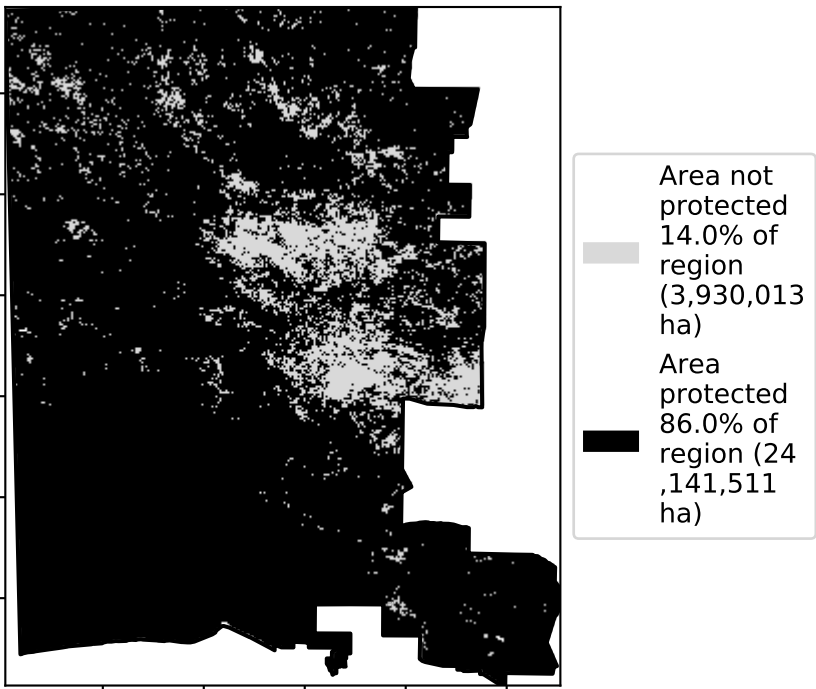 Area not
protected
14.0% of
region
(3,930,013
ha)
Area
protected
86.0% of
region (24
,141,511
ha)